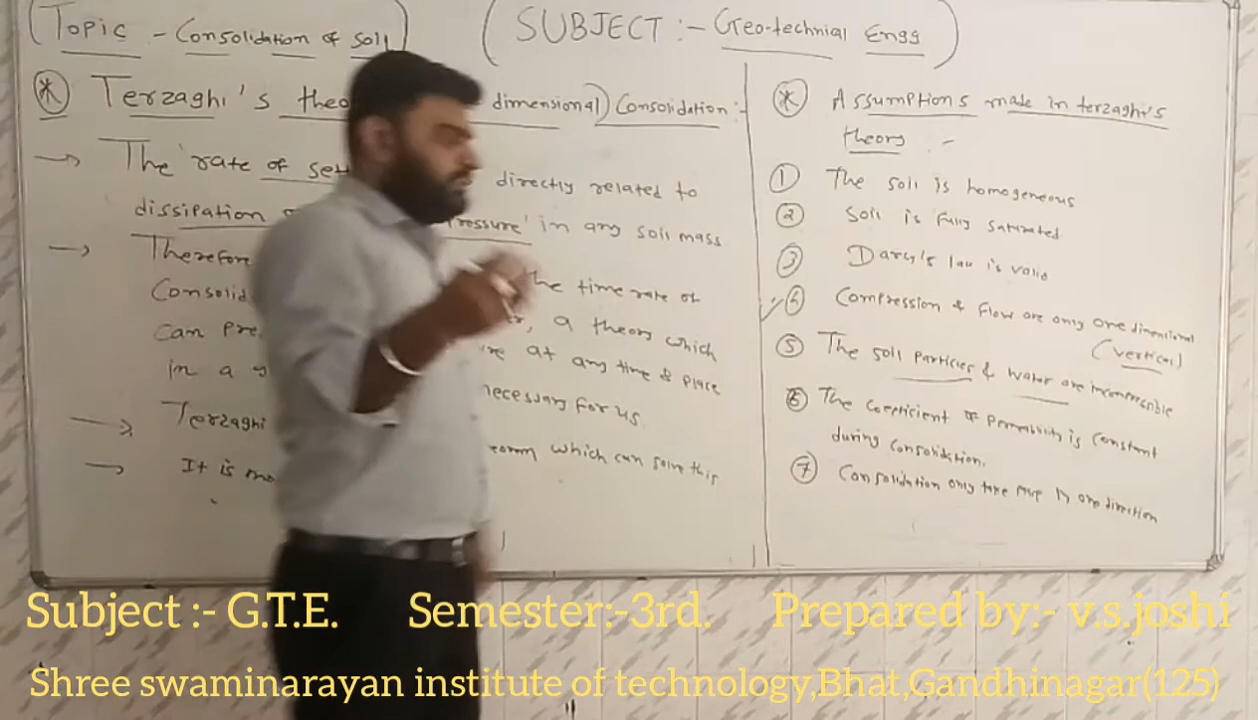 (Topic - Consolidation of soil)
(SUBJECT :- Geo-technial Engg)
* Terzaghi's theo dimensional) Consolidation :-
→ The rate of set directly related to
dissipation ressure' in any soil mass
→ Therefore the time rate of
Consolid a theory which
can pre at any time & place
in a necessary for us.
→ Terzaghi which can solve this
→ It is mo
* Assumptions made in terzaghi's
theory :-
① The soil is homogeneous
② Soil is fully saturated
③ Darcy's law is valid
Compression & flow are only one dimensional
(vertical)
⑤ The soil particles & water are incompressible
⑥ The coefficient of Permeability is constant
during consolidation.
⑦ Consolidation only take in one direction
Subject :- G.T.E. Semester:-3rd. Prepared by:- v.s.joshi
Shree swaminarayan institute of technology,Bhat,Gandhinagar(125)